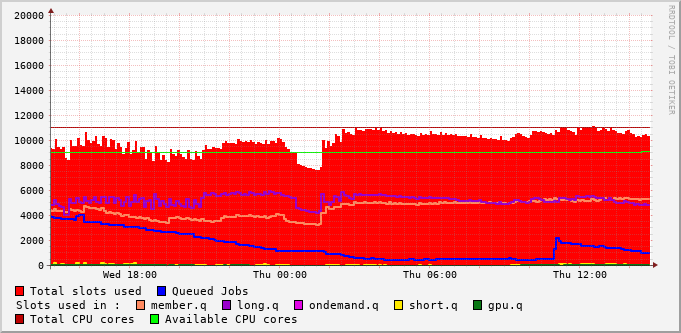 RRDTOOL / TOBI OETIKER
20000
18000
16000
14000
12000
10000
8000
6000
4000
2000
0
Wed 18:00 Thu 00:00 Thu 06:00 Thu 12:00
Total slots used Queued Jobs
Slots used in : member.q long.q ondemand.q short.q gpu.q
Total CPU cores Available CPU cores